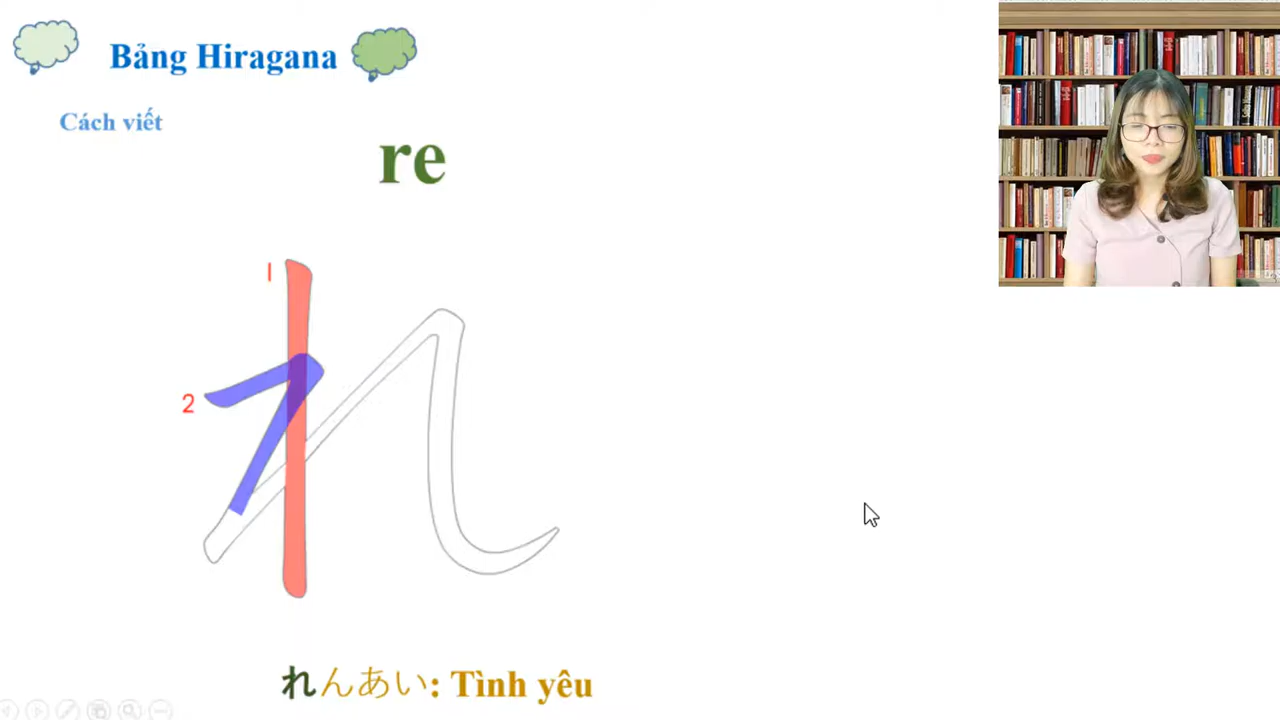 Bảng Hiragana
Cách viết
re
1
2
れんあい: Tình yêu